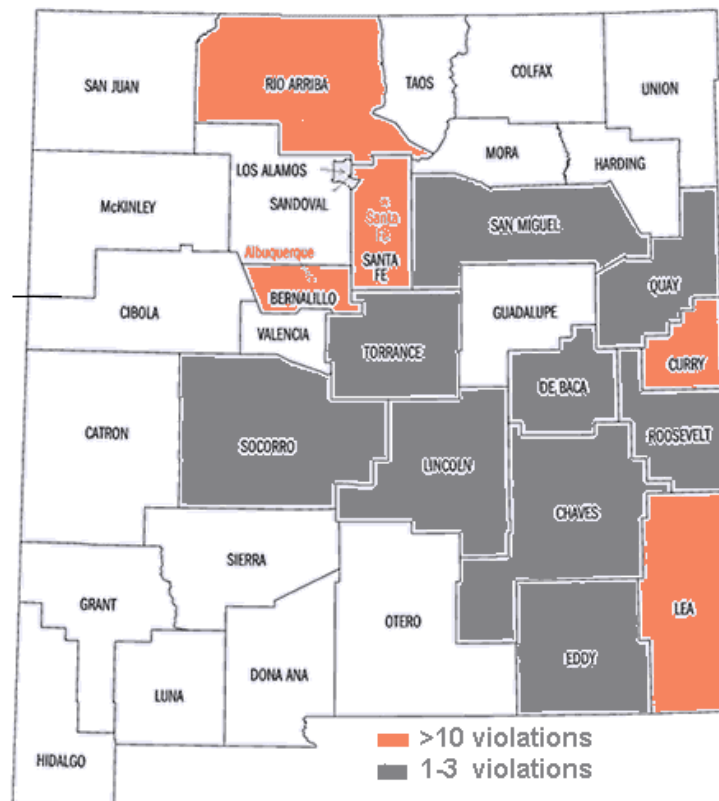 SAN JUAN
RIO ARRIBA
TAOS
COLFAX
UNION
LOS ALAMOS
MORA
HARDING
McKINLEY
SANDOVAL
Santa
Fe
SAN MIGUEL
Albuquerque
SANTA
FE
QUAY
BERNALILLO
CIBOLA
GUADALUPE
VALENCIA
TORRANCE
CURRY
DE BACA
CATRON
SOCORRO
LINCOLN
ROOSEVELT
CHAVES
SIERRA
GRANT
OTERO
LEA
EDDY
LUNA
DONA ANA
HIDALGO
>10 violations
1-3 violations